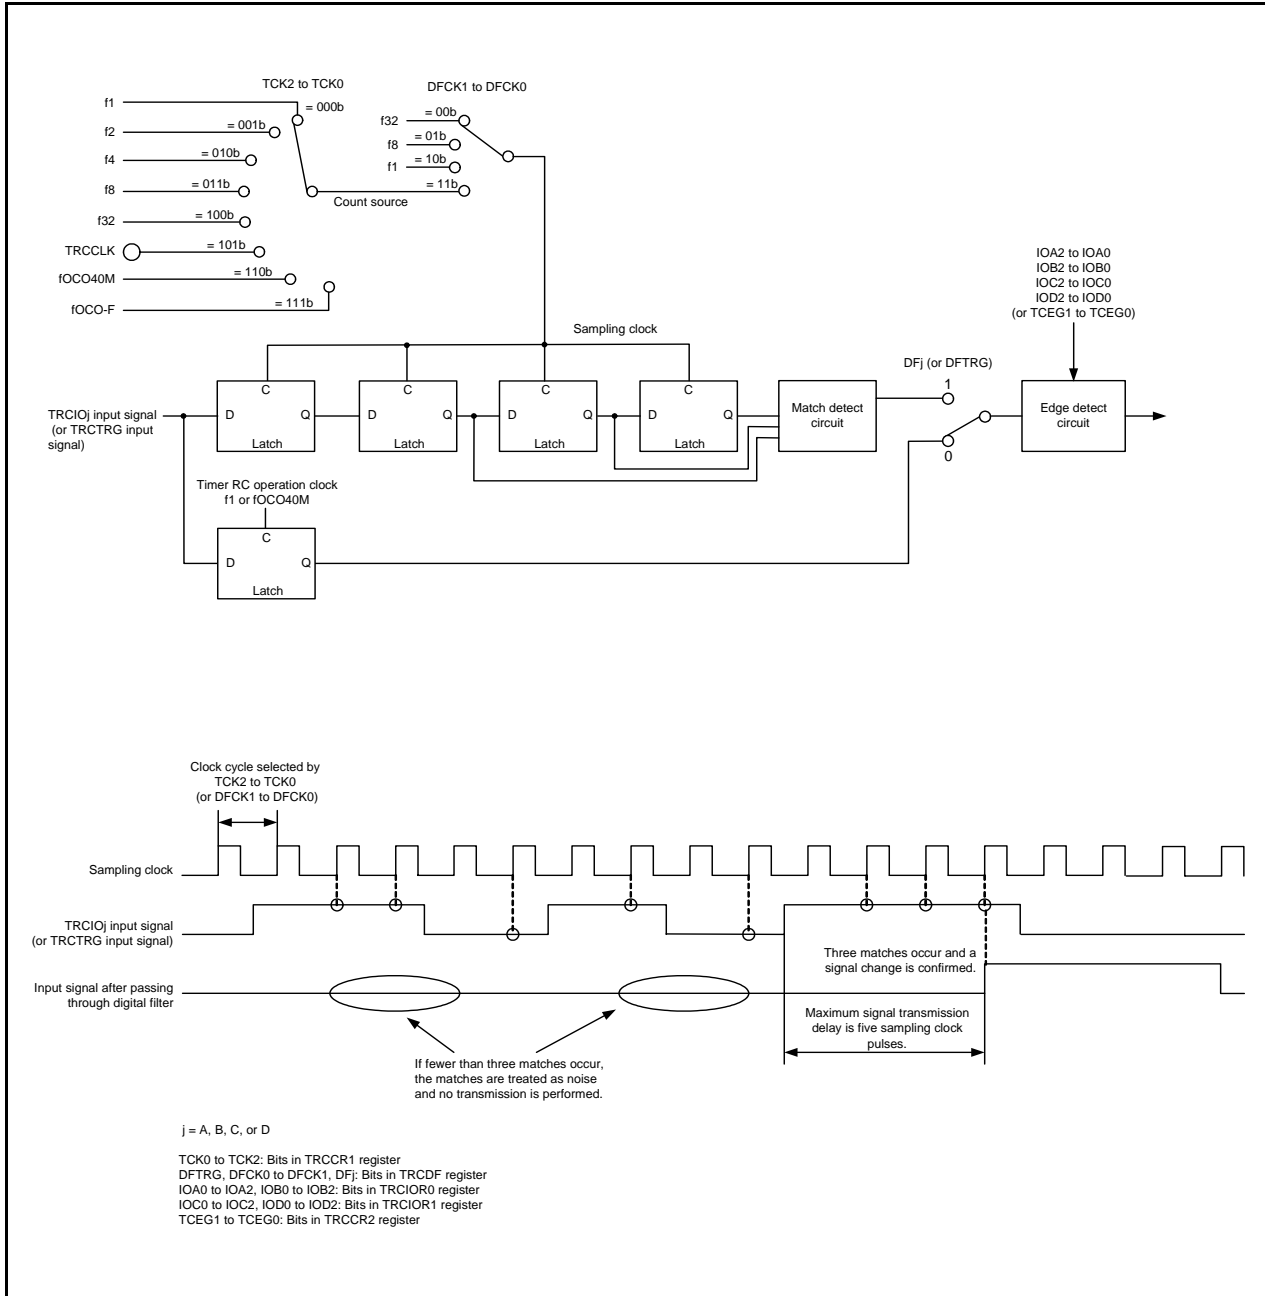 TCK2 to TCK0
DFCK1 to DFCK0
f1
= 000b
f32
= 00b
f2
= 001b
f8
= 01b
f4
= 010b
f1
= 10b
f8
= 011b
= 11b
Count source
f32
= 100b
TRCCLK
= 101b
fOCO40M
= 110b
fOCO-F
= 111b
IOA2 to IOA0
IOB2 to IOB0
IOC2 to IOC0
IOD2 to IOD0
(or TCEG1 to TCEG0)
Sampling clock
DFj (or DFTRG)
C
C
C
C
1
TRCIOj input signal
(or TRCTRG input
signal)
D
Q
D
Q
D
Q
D
Q
Latch
Latch
Latch
Latch
Match detect
circuit
Edge detect
circuit
0
Timer RC operation clock
f1 or fOCO40M
C
D
Q
Latch
Clock cycle selected by
TCK2 to TCK0
(or DFCK1 to DFCK0)
Sampling clock
TRCIOj input signal
(or TRCTRG input signal)
Three matches occur and a
signal change is confirmed.
Input signal after passing
through digital filter
Maximum signal transmission
delay is five sampling clock
pulses.
If fewer than three matches occur,
the matches are treated as noise
and no transmission is performed.
j = A, B, C, or D
TCK0 to TCK2: Bits in TRCCR1 register
DFTRG, DFCK0 to DFCK1, DFj: Bits in TRCDF register
IOA0 to IOA2, IOB0 to IOB2: Bits in TRCIOR0 register
IOC0 to IOC2, IOD0 to IOD2: Bits in TRCIOR1 register
TCEG1 to TCEG0: Bits in TRCCR2 register